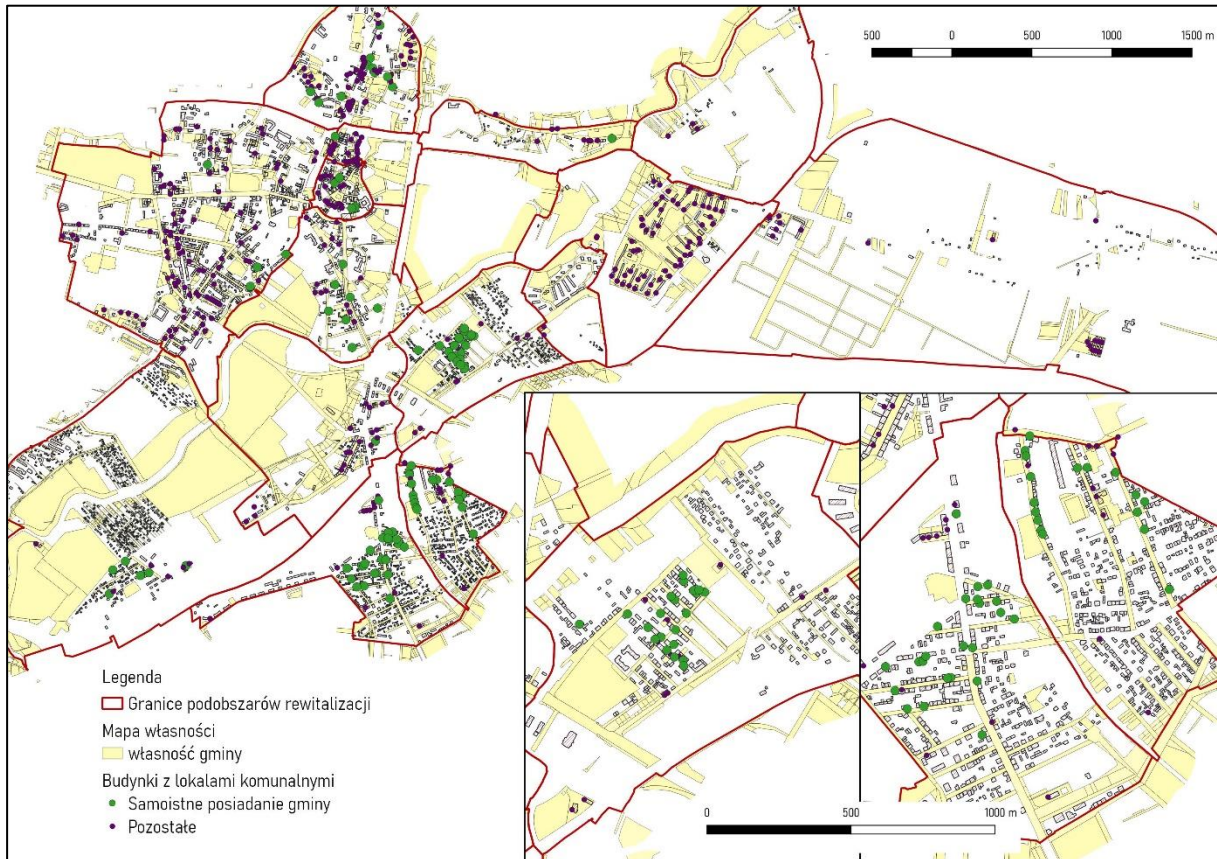 500 0 500 1000 1500 m
Legenda
Granice podobszarów rewitalizacji
Mapa własności
własność gminy
Budynki z lokalami komunalnymi
Samoistne posiadanie gminy
Pozostałe
0 500 1000 m